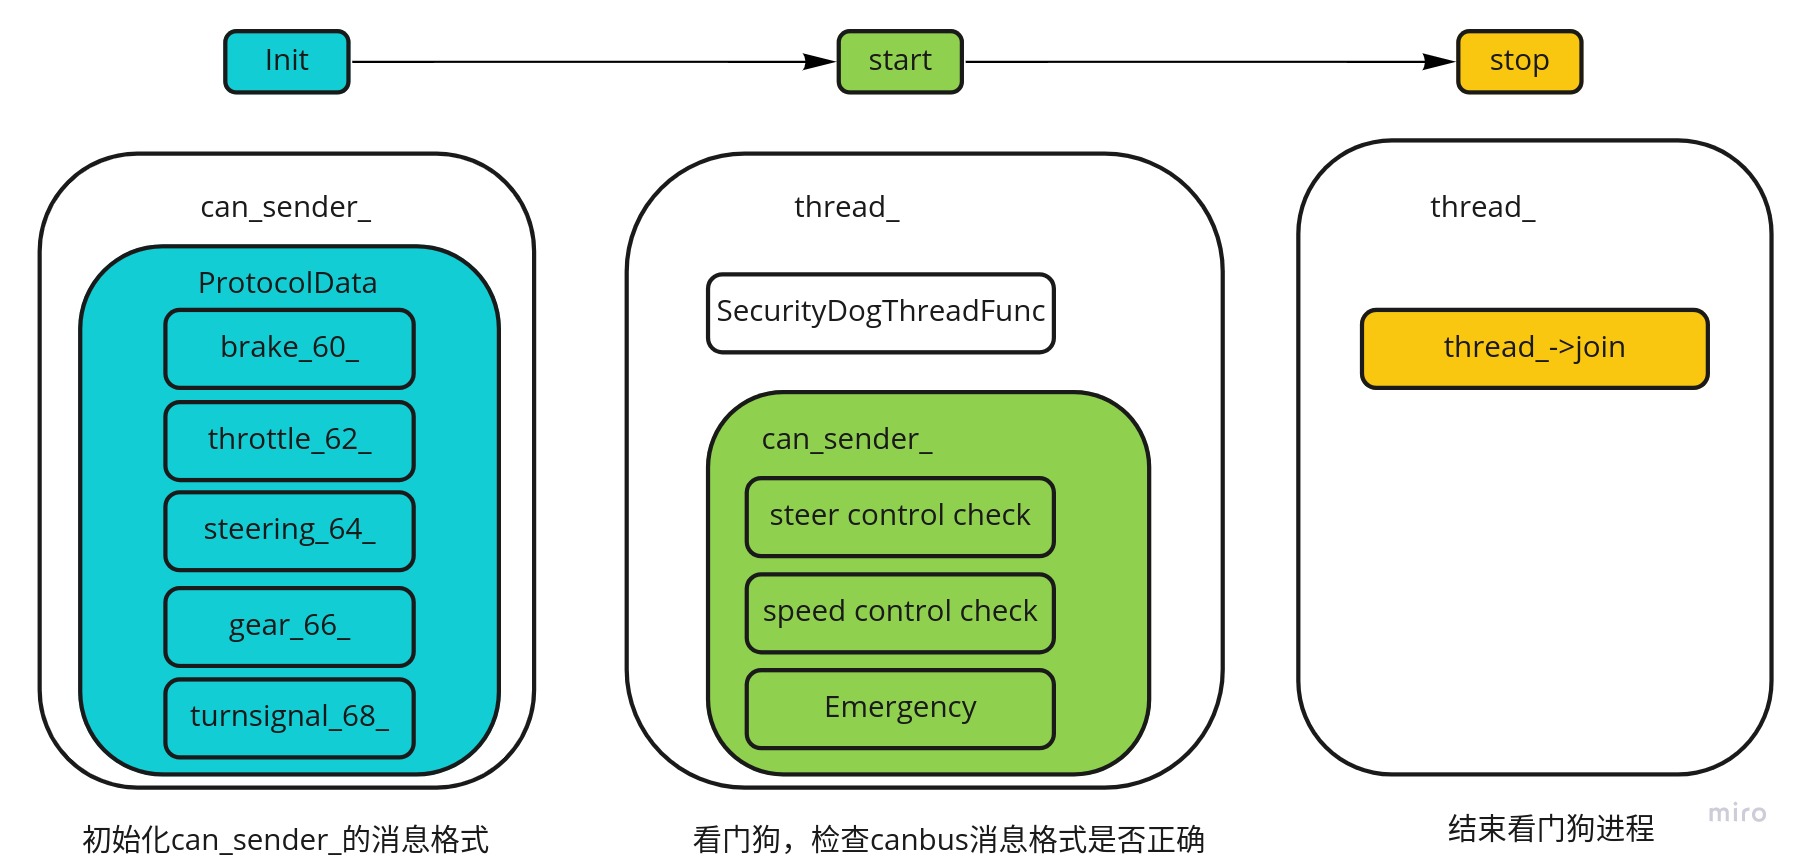 Init
start
stop
can_sender_
ProtocolData
brake_60_
throttle_62_
steering_64_
gear_66_
turnsignal_68_
初始化can_sender_的消息格式
thread_
SecurityDogThreadFunc
can_sender_
steer control check
speed control check
Emergency
看门狗，检查canbus消息格式是否正确
thread_
thread_->join
结束看门狗进程
miro